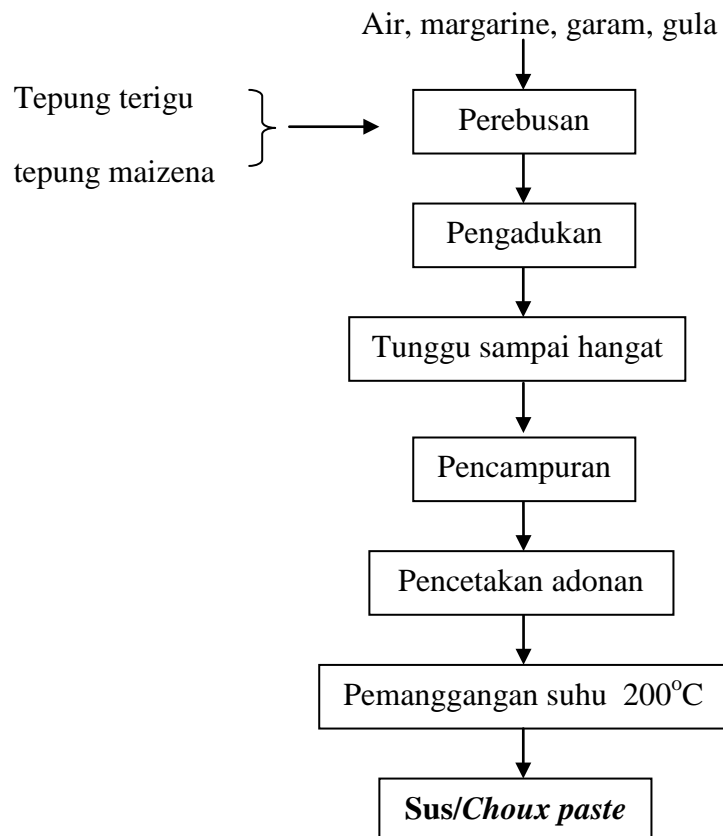 Air, margarine, garam, gula
Tepung terigu
tepung maizena
Perebusan
Pengadukan
Tunggu sampai hangat
Pencampuran
Pencetakan adonan
Pemanggangan suhu 200°C
Sus/Choux paste